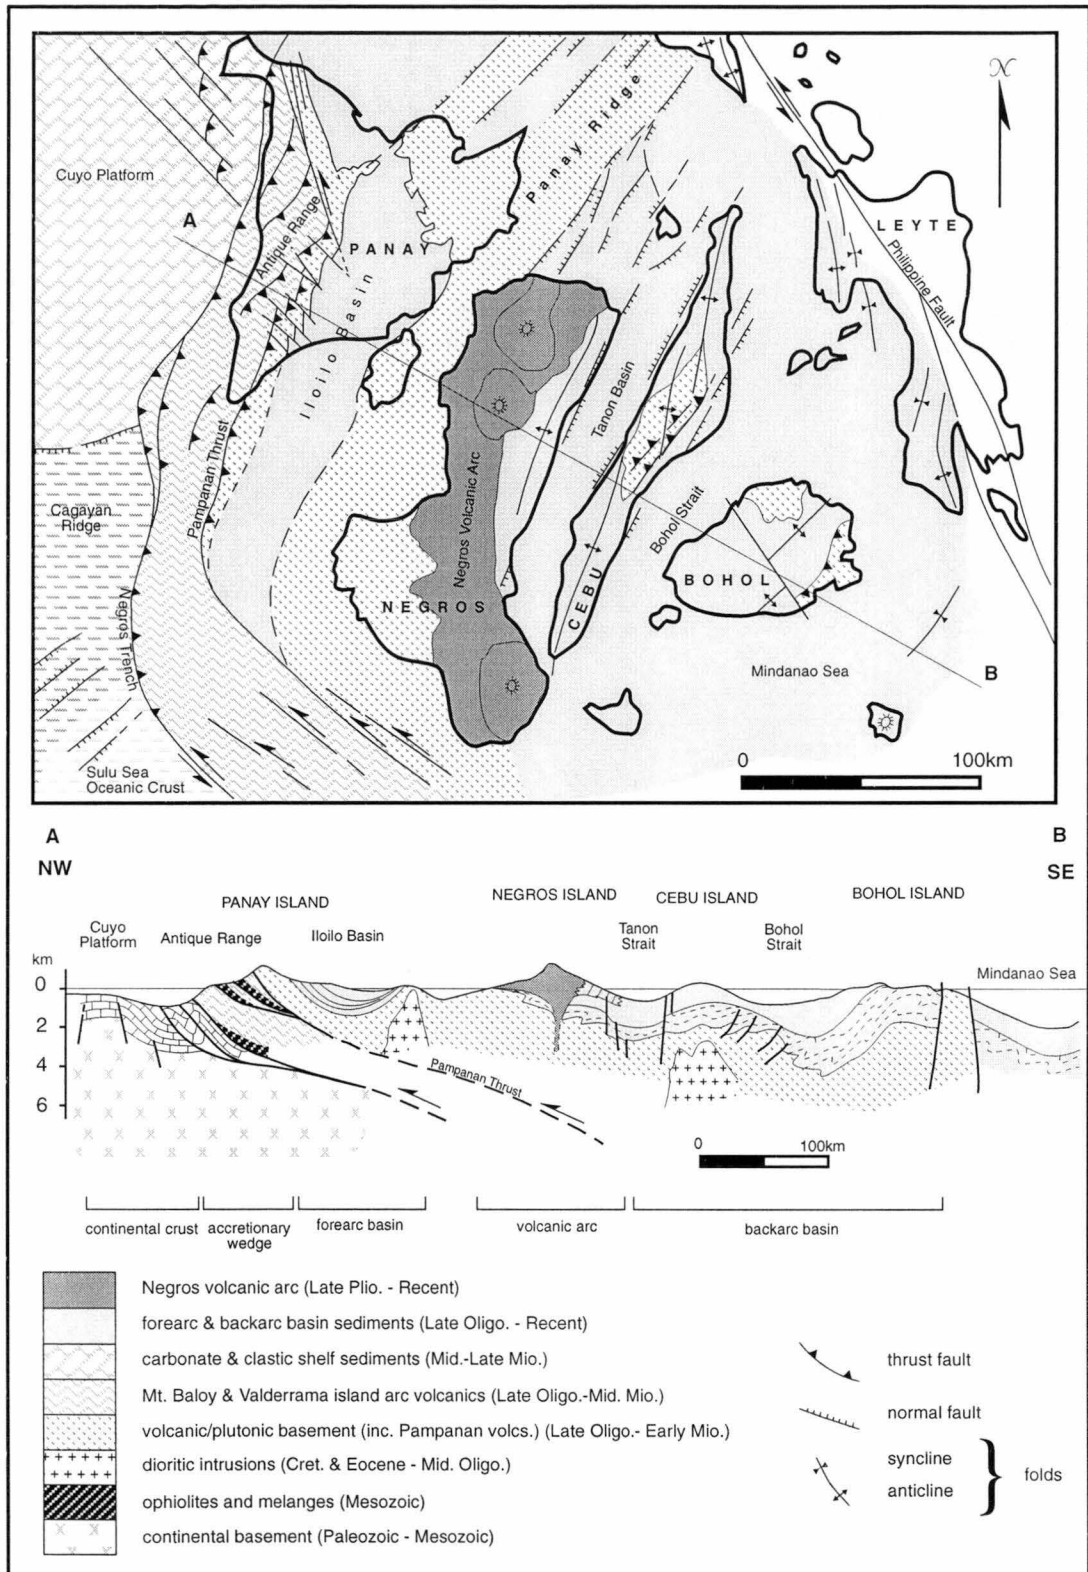 N
Cuyo Platform
A
Antique Range
PANAY
Panay Ridge
LEYTE
Philippine Fault
Iloilo Basin
Tanon Basin
Pampanan Thrust
Cagayan
Ridge
Negros Volcanic Arc
Bohol Strait
BOHOL
NEGROS
CEBU
Negros Trench
Mindanao Sea
B
Sulu Sea
Oceanic Crust
0 100km
A B
NW SE
PANAY ISLAND NEGROS ISLAND CEBU ISLAND BOHOL ISLAND
Cuyo
Platform
Antique Range
Iloilo Basin
Tanon
Strait
Bohol
Strait
km
Mindanao Sea
0
2
4
6
Pampanan Thrust
0 100km
continental crust
accretionary
wedge
forearc basin
volcanic arc
backarc basin
Negros volcanic arc (Late Plio. - Recent)
forearc & backarc basin sediments (Late Oligo. - Recent)
carbonate & clastic shelf sediments (Mid.-Late Mio.)
Mt. Baloy & Valderrama island arc volcanics (Late Oligo.-Mid. Mio.)
volcanic/plutonic basement (inc. Pampanan volcs.) (Late Oligo.- Early Mio.)
dioritic intrusions (Cret. & Eocene - Mid. Oligo.)
ophiolites and melanges (Mesozoic)
continental basement (Paleozoic - Mesozoic)
thrust fault
normal fault
syncline
anticline
folds